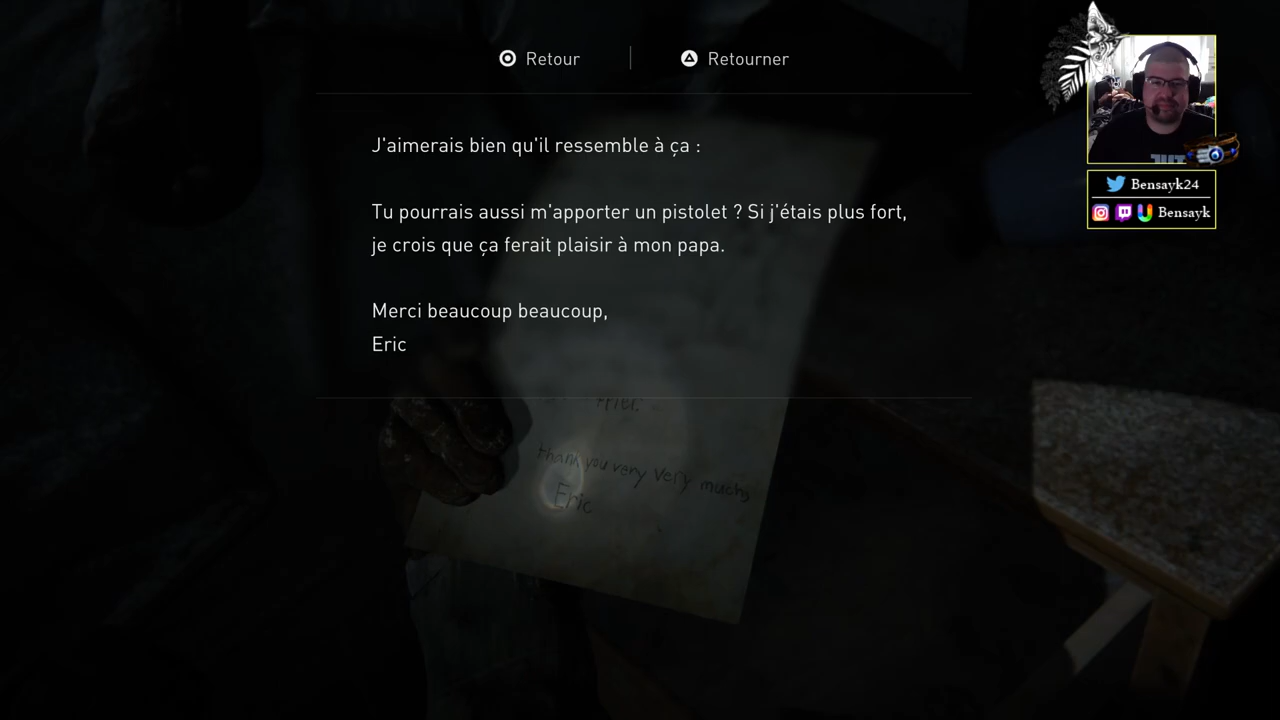 Retour
Retourner
J'aimerais bien qu'il ressemble à ça :
Tu pourrais aussi m'apporter un pistolet ? Si j'étais plus fort,
je crois que ça ferait plaisir à mon papa.
Merci beaucoup beaucoup,
Eric
thank you very very much,
Eric
Bensayk24
Bensayk